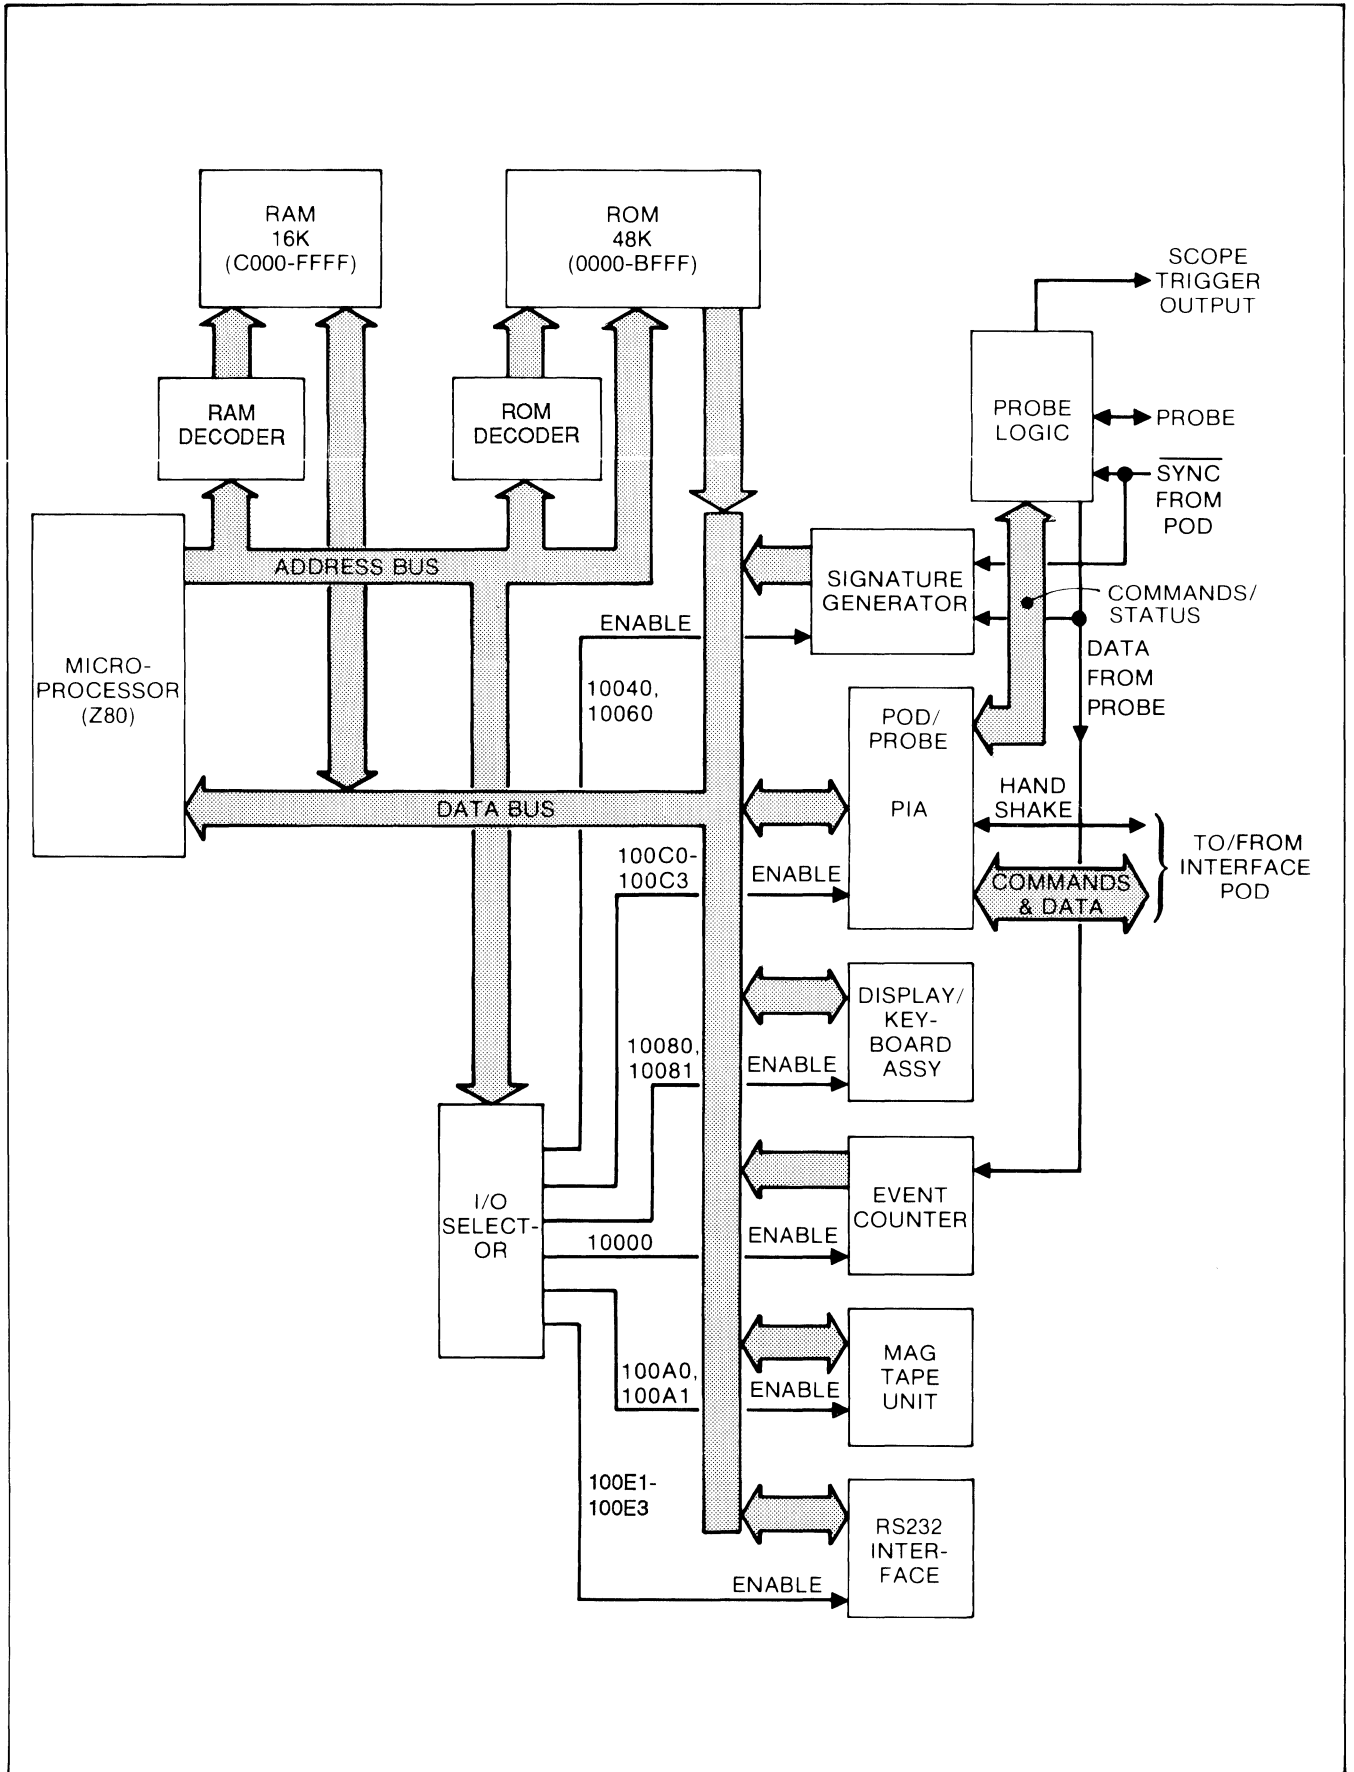 RAM
16K
(C000-FFFF)
ROM
48K
(0000-BFFF)
SCOPE
TRIGGER
OUTPUT
RAM
DECODER
ROM
DECODER
PROBE
LOGIC
PROBE
SYNC
FROM
POD
ADDRESS BUS
SIGNATURE
GENERATOR
COMMANDS/
STATUS
ENABLE
MICRO-
PROCESSOR
(Z80)
10040,
10060
DATA
FROM
PROBE
POD/
PROBE
PIA
DATA BUS
HAND
SHAKE
TO/FROM
INTERFACE
POD
100C0-
100C3
ENABLE
COMMANDS
& DATA
DISPLAY/
KEY-
BOARD
ASSY
10080,
10081
ENABLE
I/O
SELECT-
OR
10000
ENABLE
EVENT
COUNTER
100A0,
100A1
ENABLE
MAG
TAPE
UNIT
100E1-
100E3
ENABLE
RS232
INTER-
FACE